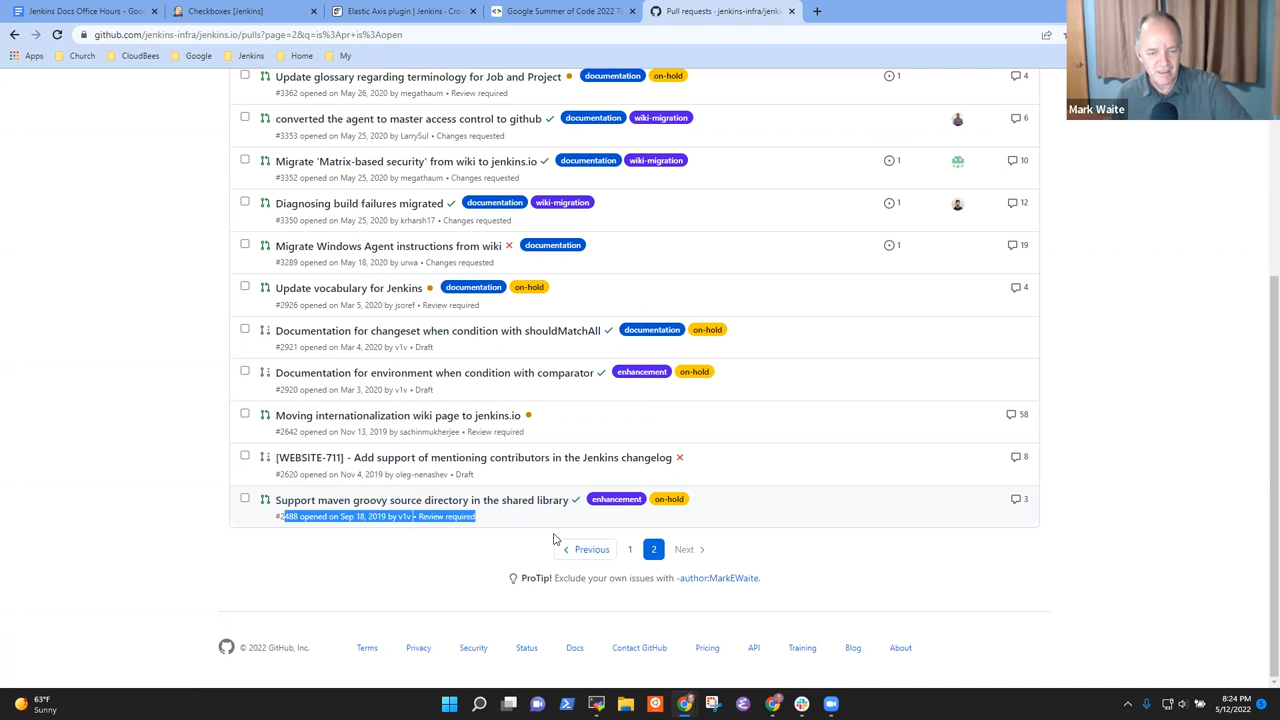 Jenkins Docs Office Hours - Goo
Checkboxes [Jenkins]
Elastic Axis plugin | Jenkins - Cro
Google Summer of Code 2022 T
Pull requests · jenkins-infra/jenki
github.com/jenkins-infra/jenkins.io/pulls?page=2&q=is%3Apr+is%3Aopen
Apps Church CloudBees Google Jenkins Home My
Mark Waite
Update glossary regarding terminology for Job and Project documentation on-hold 1 4
#3362 opened on May 26, 2020 by megathaum • Review required
converted the agent to master access control to github documentation wiki-migration 6
#3353 opened on May 25, 2020 by LarrySul • Changes requested
Migrate 'Matrix-based security' from wiki to jenkins.io documentation wiki-migration 1 10
#3352 opened on May 25, 2020 by megathaum • Changes requested
Diagnosing build failures migrated documentation wiki-migration 1 12
#3350 opened on May 25, 2020 by krharsh17 • Changes requested
Migrate Windows Agent instructions from wiki documentation 1 19
#3289 opened on May 18, 2020 by urwa • Changes requested
Update vocabulary for Jenkins documentation on-hold 4
#2926 opened on Mar 5, 2020 by jsoref • Review required
Documentation for changeset when condition with shouldMatchAll documentation on-hold
#2921 opened on Mar 4, 2020 by v1v • Draft
Documentation for environment when condition with comparator enhancement on-hold
#2920 opened on Mar 3, 2020 by v1v • Draft
Moving internationalization wiki page to jenkins.io 58
#2642 opened on Nov 13, 2019 by sachinmukherjee • Review required
[WEBSITE-711] - Add support of mentioning contributors in the Jenkins changelog 8
#2620 opened on Nov 4, 2019 by oleg-nenashev • Draft
Support maven groovy source directory in the shared library enhancement on-hold 3
#2488 opened on Sep 18, 2019 by v1v • Review required
Previous 1 2 Next
ProTip! Exclude your own issues with -author:MarkEWaite.
© 2022 GitHub, Inc. Terms Privacy Security Status Docs Contact GitHub Pricing API Training Blog About
63°F
Sunny
8:24 PM
5/12/2022